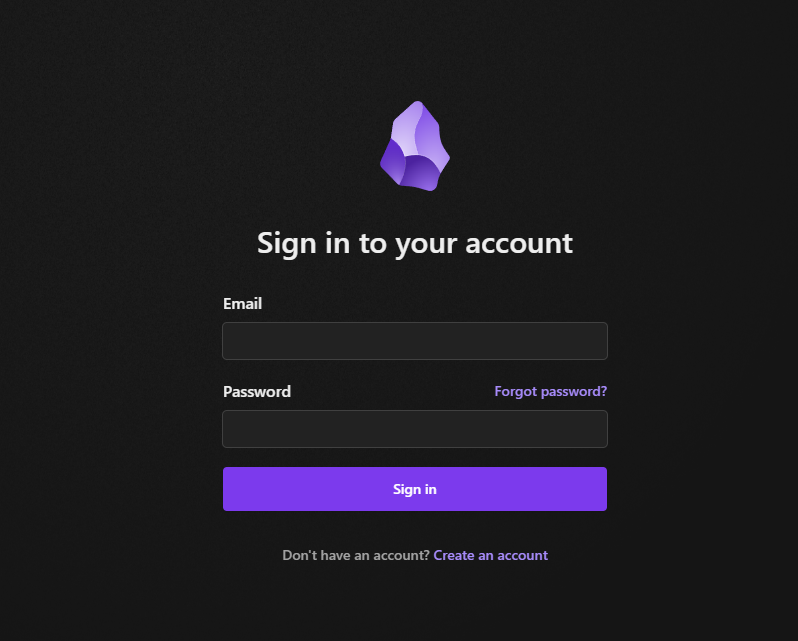 Sign in to your account
Email
Password
Forgot password?
Sign in
Don't have an account? Create an account